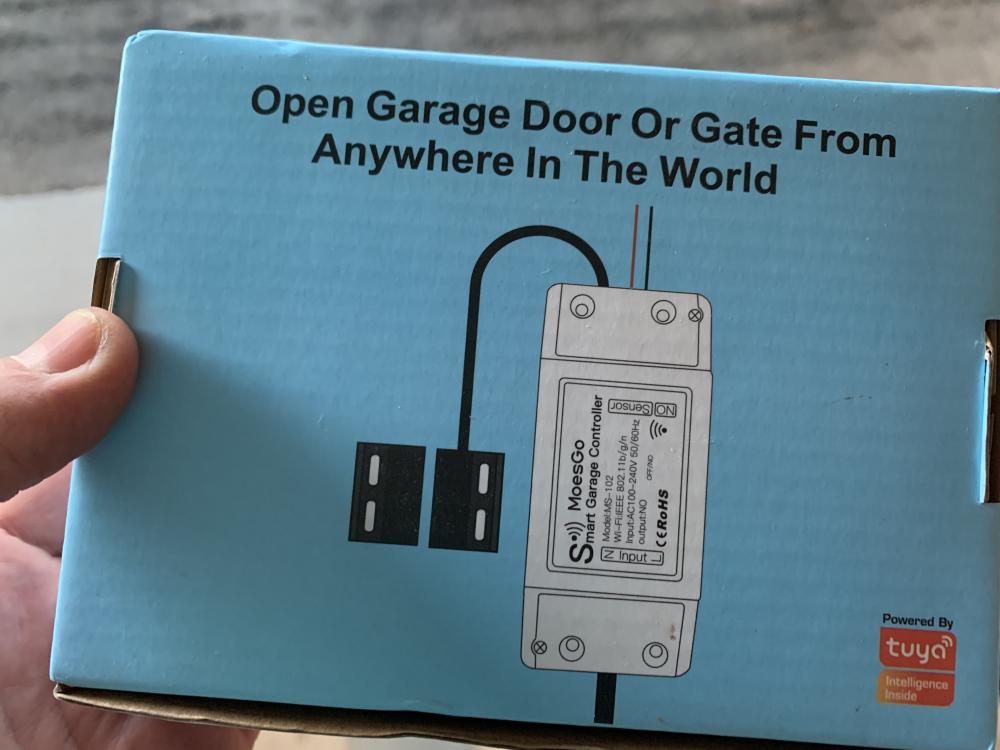 Open Garage Door Or Gate From
Anywhere In The World
S MoesGo
mart Garage Controller
Model:MS-102
Wi-Fi:IEEE 802.11b/g/n
Input:AC100-240V 50/60Hz
output:NO
CE RoHS
OFF/NO
Sensor
NO
N Input L
Powered By
tuya
Intelligence
Inside